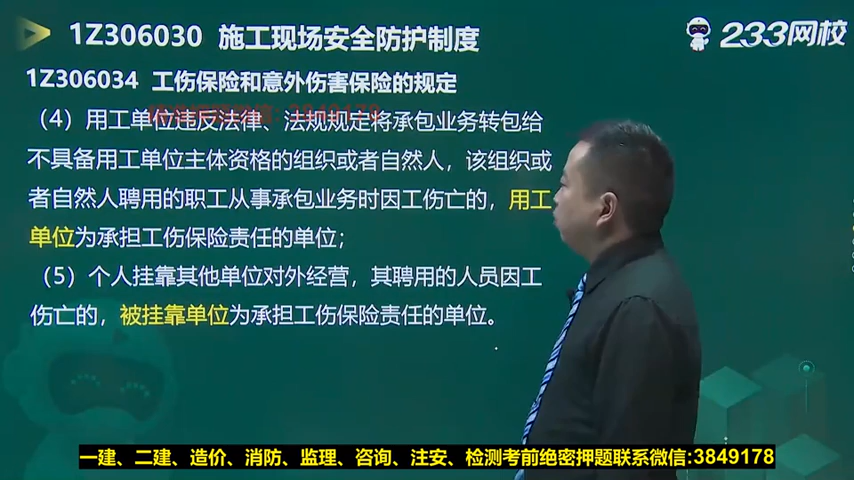 1Z306030 施工现场安全防护制度
233网校
1Z306034 工伤保险和意外伤害保险的规定
3849178
（4）用工单位违反法律、法规规定将承包业务转包给
不具备用工单位主体资格的组织或者自然人，该组织或
者自然人聘用的职工从事承包业务时因工伤亡的，用工
单位为承担工伤保险责任的单位；
（5）个人挂靠其他单位对外经营，其聘用的人员因工
伤亡的，被挂靠单位为承担工伤保险责任的单位。
一建、二建、造价、消防、监理、咨询、注安、检测考前绝密押题联系微信:3849178